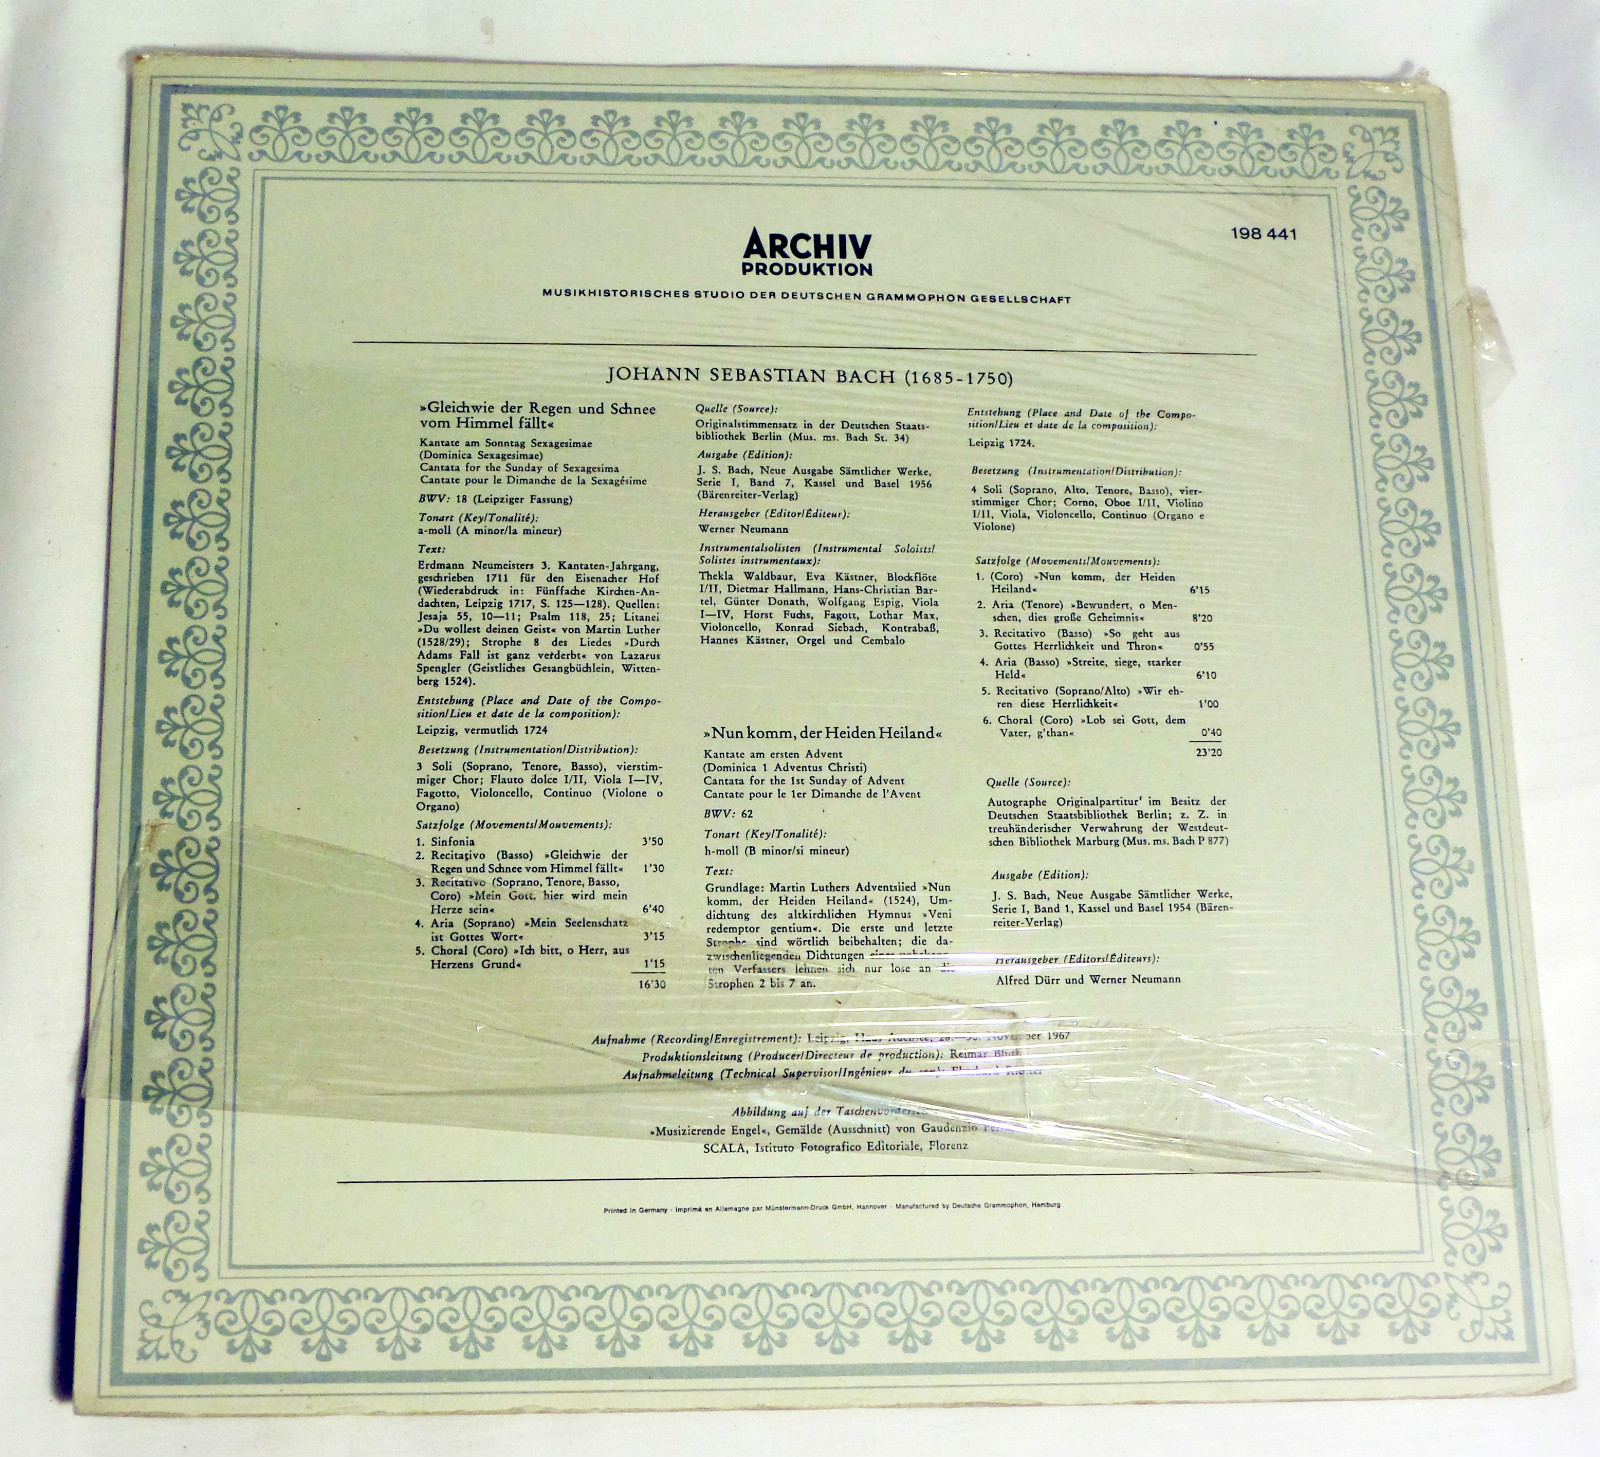 ARCHIV
PRODUKTION
198 441
MUSIKHISTORISCHES STUDIO DER DEUTSCHEN GRAMMOPHON GESELLSCHAFT
JOHANN SEBASTIAN BACH (1685-1750)
»Gleichwie der Regen und Schnee
vom Himmel fällt«
Kantate am Sonntag Sexagesimae
(Dominica Sexagesimae)
Cantata for the Sunday of Sexagesima
Cantate pour le Dimanche de la Sexagésime
BWV: 18 (Leipziger Fassung)
Tonart (Key/Tonalité):
a-moll (A minor/la mineur)
Text:
Erdmann Neumeisters 3. Kantaten-Jahrgang,
geschrieben 1711 für den Eisenacher Hof
(Wiederabdruck in: Fünffache Kirchen-An-
dachten, Leipzig 1717, S. 125—128). Quellen:
Jesaja 55, 10—11; Psalm 118, 25; Litanei
»Du wollest deinen Geist« von Martin Luther
(1528/29); Strophe 8 des Liedes »Durch
Adams Fall ist ganz verderbt« von Lazarus
Spengler (Geistliches Gesangbüchlein, Witten-
berg 1524).
Entstehung (Place and Date of the Compo-
sition/Lieu et date de la composition):
Leipzig, vermutlich 1724
Besetzung (Instrumentation/Distribution):
3 Soli (Soprano, Tenore, Basso), vierstim-
miger Chor; Flauto dolce I/II, Viola I—IV,
Fagotto, Violoncello, Continuo (Violone o
Organo)
Satzfolge (Movements/Mouvements):
1. Sinfonia 3'50
2. Recitativo (Basso) »Gleichwie der
Regen und Schnee vom Himmel fällt« 1'30
3. Recitativo (Soprano, Tenore, Basso,
Coro) »Mein Gott, hier wird mein
Herze sein« 6'40
4. Aria (Soprano) »Mein Seelenschatz
ist Gottes Wort« 3'15
5. Choral (Coro) »Ich bitt, o Herr, aus
Herzens Grund« 1'15
16'30
Quelle (Source):
Originalstimmensatz in der Deutschen Staats-
bibliothek Berlin (Mus. ms. Bach St. 34)
Ausgabe (Edition):
J. S. Bach, Neue Ausgabe Sämtlicher Werke,
Serie I, Band 7, Kassel und Basel 1956
(Bärenreiter-Verlag)
Herausgeber (Editor/Éditeur):
Werner Neumann
Instrumentalsolisten (Instrumental Soloists/
Solistes instrumentaux):
Thekla Waldbaur, Eva Kästner, Blockflöte
I/II, Dietmar Hallmann, Hans-Christian Bar-
tel, Günter Donath, Wolfgang Espig, Viola
I—IV, Horst Fuchs, Fagott, Lothar Max,
Violoncello, Konrad Siebach, Kontrabaß,
Hannes Kästner, Orgel und Cembalo
»Nun komm, der Heiden Heiland«
Kantate am ersten Advent
(Dominica 1 Adventus Christi)
Cantata for the 1st Sunday of Advent
Cantate pour le 1er Dimanche de l'Avent
BWV: 62
Tonart (Key/Tonalité):
h-moll (B minor/si mineur)
Text:
Grundlage: Martin Luthers Adventslied »Nun
komm, der Heiden Heiland« (1524), Um-
dichtung des altkirchlichen Hymnus »Veni
redemptor gentium«. Die erste und letzte
Strophe sind wörtlich beibehalten; die da-
zwischenliegenden Dichtungen eines unbekann-
ten Verfassers lehnen sich nur lose an die
Strophen 2 bis 7 an.
Entstehung (Place and Date of the Compo-
sition/Lieu et date de la composition):
Leipzig 1724.
Besetzung (Instrumentation/Distribution):
4 Soli (Soprano, Alto, Tenore, Basso), vier-
stimmiger Chor; Corno, Oboe I/II, Violino
I/II, Viola, Violoncello, Continuo (Organo e
Violone)
Satzfolge (Movements/Mouvements):
1. (Coro) »Nun komm, der Heiden
Heiland« 6'15
2. Aria (Tenore) »Bewundert, o Men-
schen, dies große Geheimnis« 8'20
3. Recitativo (Basso) »So geht aus
Gottes Herrlichkeit und Thron« 0'55
4. Aria (Basso) »Streite, siege, starker
Held« 6'10
5. Recitativo (Soprano/Alto) »Wir eh-
ren diese Herrlichkeit« 1'00
6. Choral (Coro) »Lob sei Gott, dem
Vater, g'than« 0'40
23'20
Quelle (Source):
Autographe Originalpartitur im Besitz der
Deutschen Staatsbibliothek Berlin; z. Z. in
treuhänderischer Verwahrung der Westdeut-
schen Bibliothek Marburg (Mus. ms. Bach P 877)
Ausgabe (Edition):
J. S. Bach, Neue Ausgabe Sämtlicher Werke,
Serie I, Band 1, Kassel und Basel 1954 (Bären-
reiter-Verlag)
Herausgeber (Editors/Éditeurs):
Alfred Dürr und Werner Neumann
Aufnahme (Recording/Enregistrement): Leipzig, Haus November 1967
Produktionsleitung (Producer/Directeur de production): Reimar
Aufnahmeleitung (Technical Supervisor/Ingénieur du son): Eberhard
Abbildung auf der
»Musizierende Engel«, Gemälde (Ausschnitt) von Gaudenzio
SCALA, Istituto Fotografico Editoriale, Florenz
Printed in Germany · Imprimé en Allemagne par Münstermann-Druck GmbH, Hannover · Manufactured by Deutsche Grammophon, Hamburg